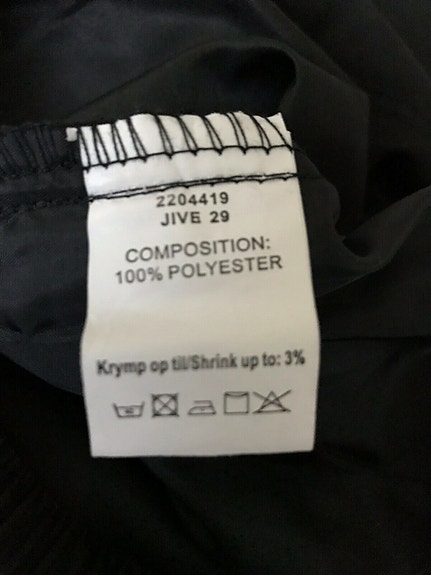 2204419
JIVE 29
COMPOSITION:
100% POLYESTER
Krymp op til/Shrink up to: 3%